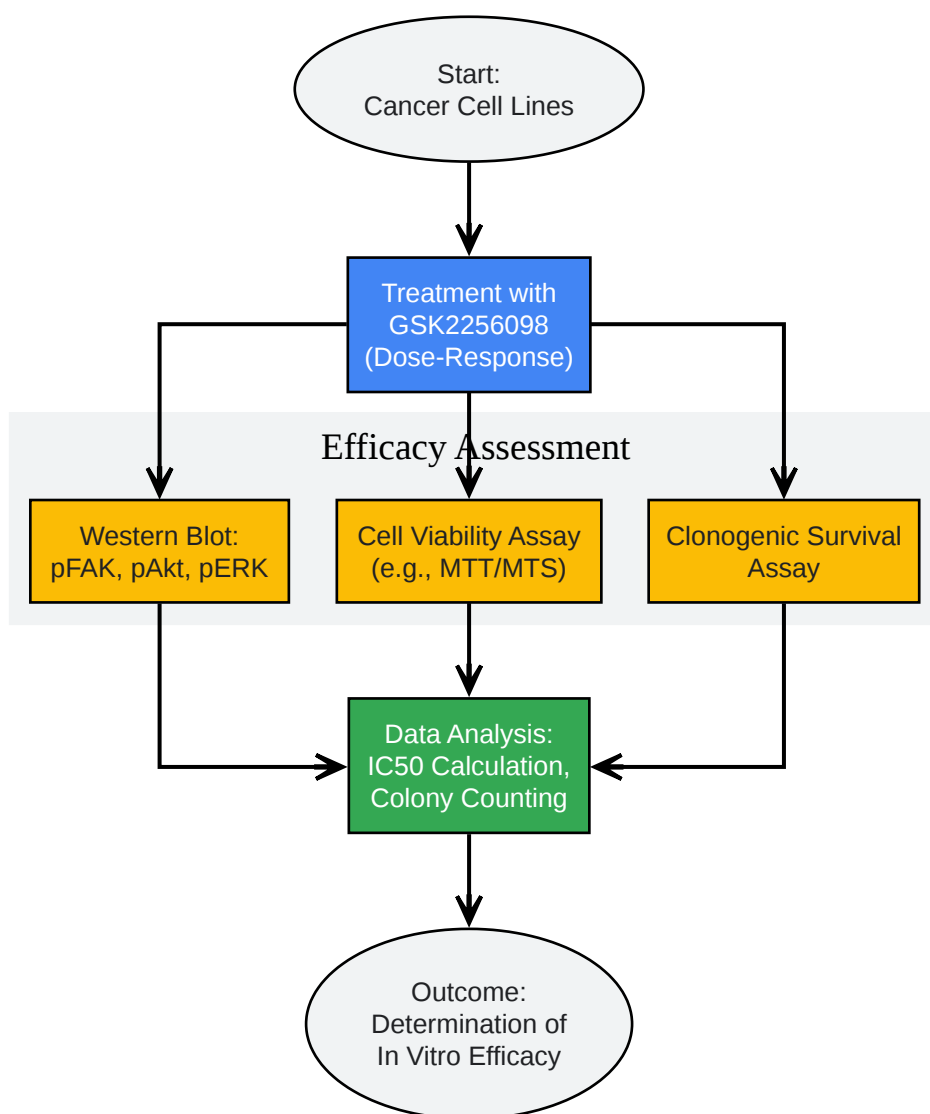 Start:
Cancer Cell Lines
Treatment with
GSK2256098
(Dose-Response)
Efficacy Assessment
Western Blot:
pFAK, pAkt, pERK
Cell Viability Assay
(e.g., MTT/MTS)
Clonogenic Survival
Assay
Data Analysis:
IC50 Calculation,
Colony Counting
Outcome:
Determination of
In Vitro Efficacy